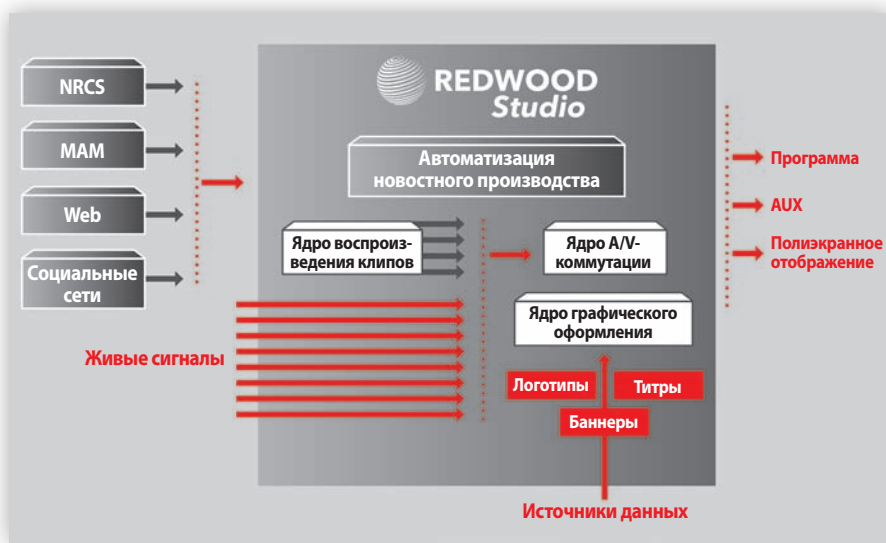 REDWOOD
Studio
NRCS
MAM
Web
Социальные
сети
Автоматизация
новостного производства
Ядро воспроиз-
ведения клипов
Ядро A/V-
коммутации
Ядро графического
оформления
Программа
AUX
Полиэкранное
отображение
Живые сигналы
Логотипы
Титры
Баннеры
Источники данных